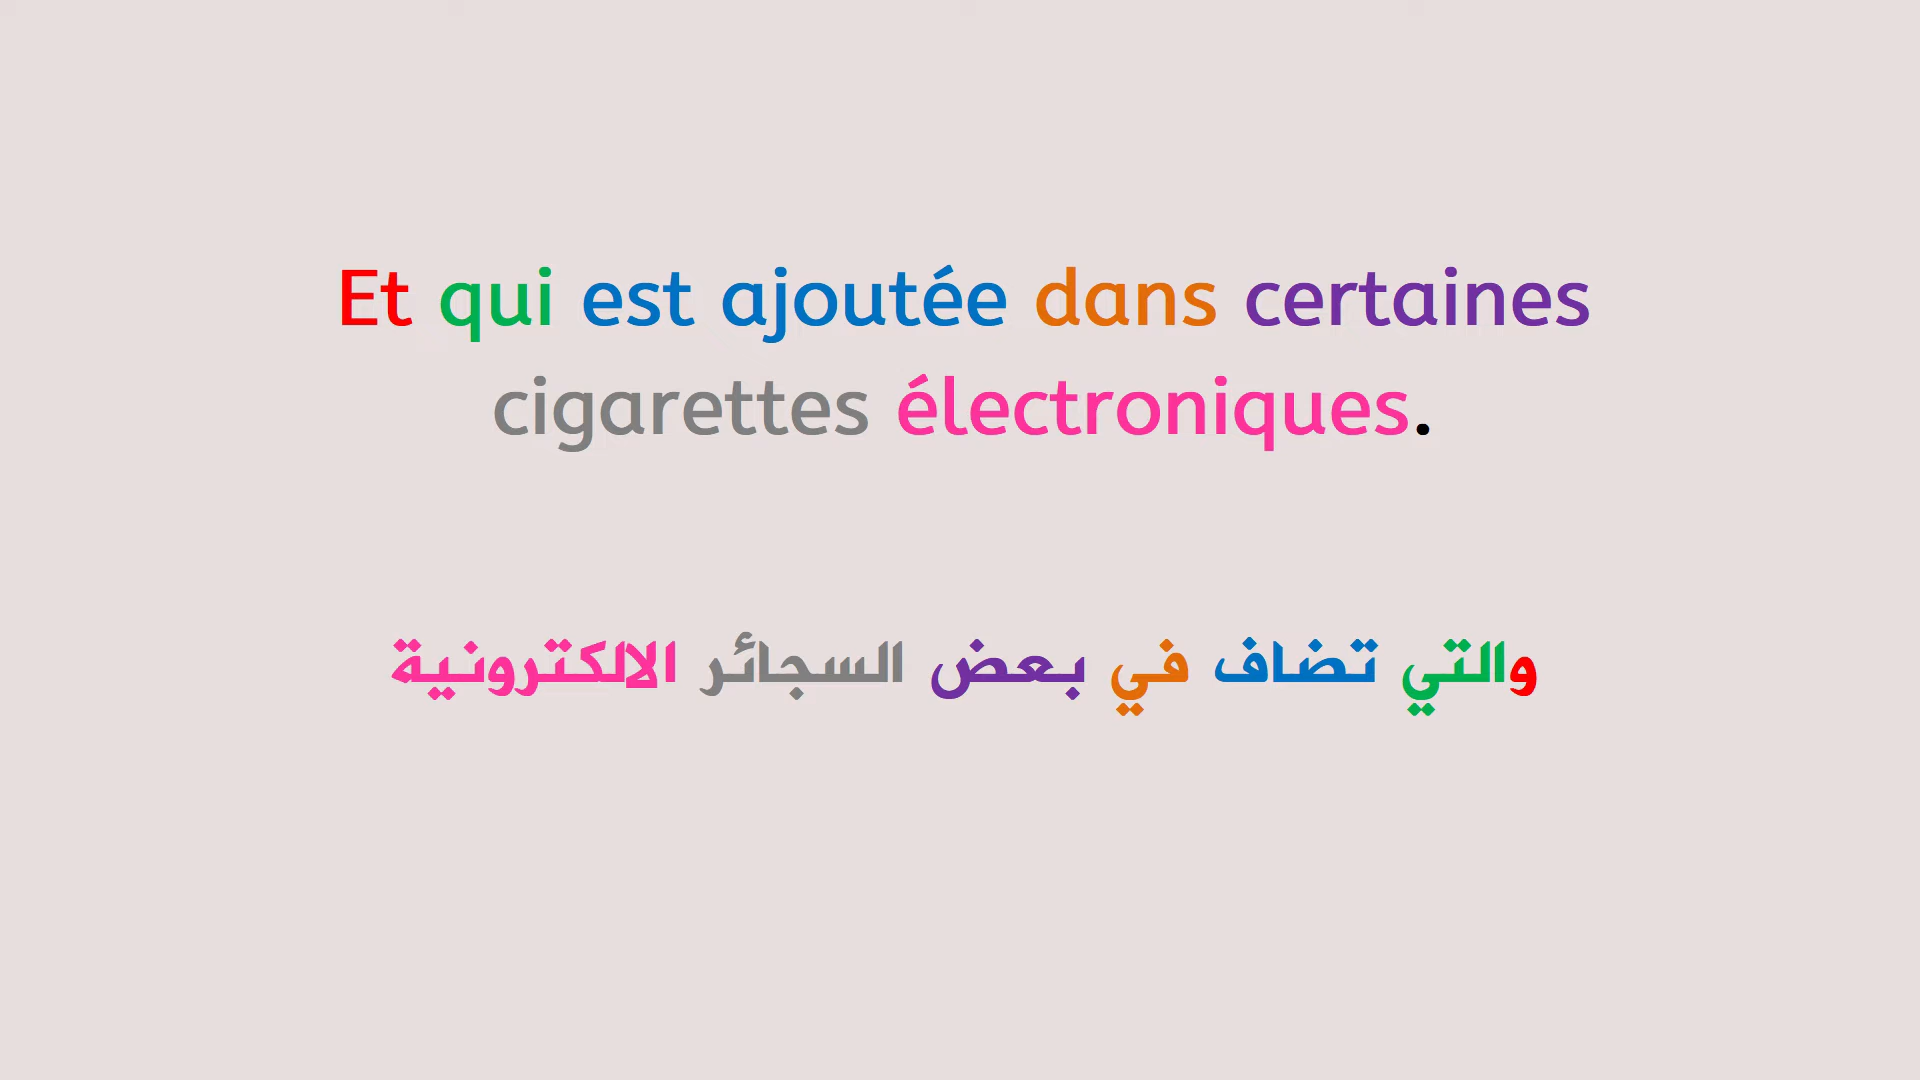 Et qui est ajoutée dans certaines
cigarettes électroniques.
والتي تضاف في بعض السجائر الالكترونية